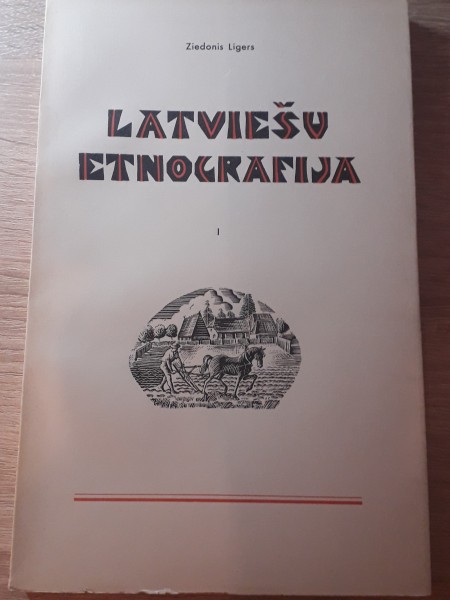 Ziedonis Ligers
LATVIEŠU
ETNOGRAFIJA
I